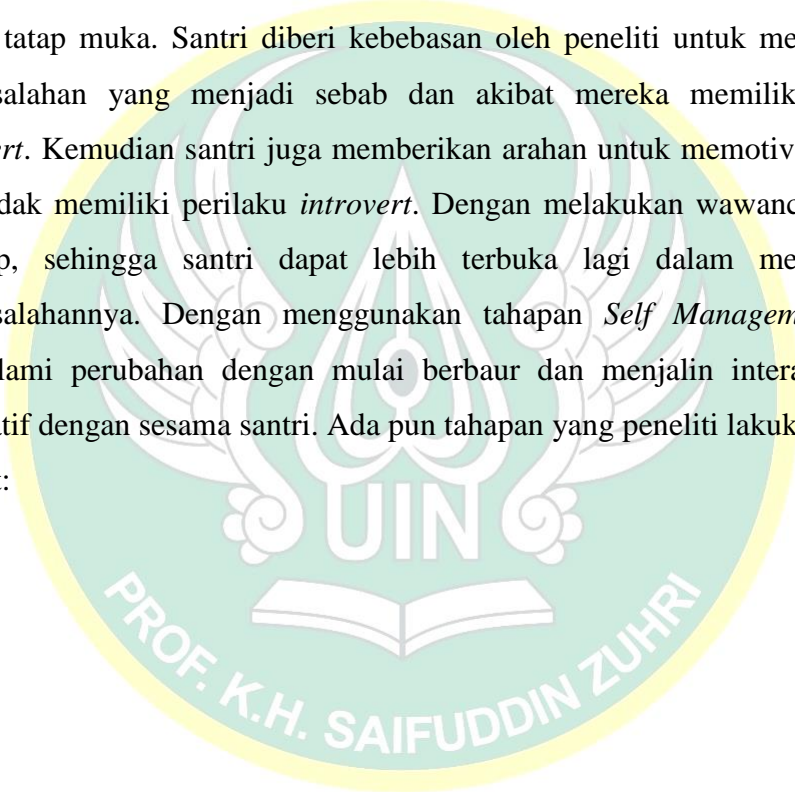 tatap muka. Santri diberi kebebasan oleh peneliti untuk me
salahan yang menjadi sebab dan akibat mereka memilik
ert. Kemudian santri juga memberikan arahan untuk memotiv
dak memiliki perilaku introvert. Dengan melakukan wawanc
p, sehingga santri dapat lebih terbuka lagi dalam me
salahannya. Dengan menggunakan tahapan Self Managem
lami perubahan dengan mulai berbaur dan menjalin intera
tif dengan sesama santri. Ada pun tahapan yang peneliti lakuk
:
UIN
PROF. K.H. SAIFUDDIN ZUHRI